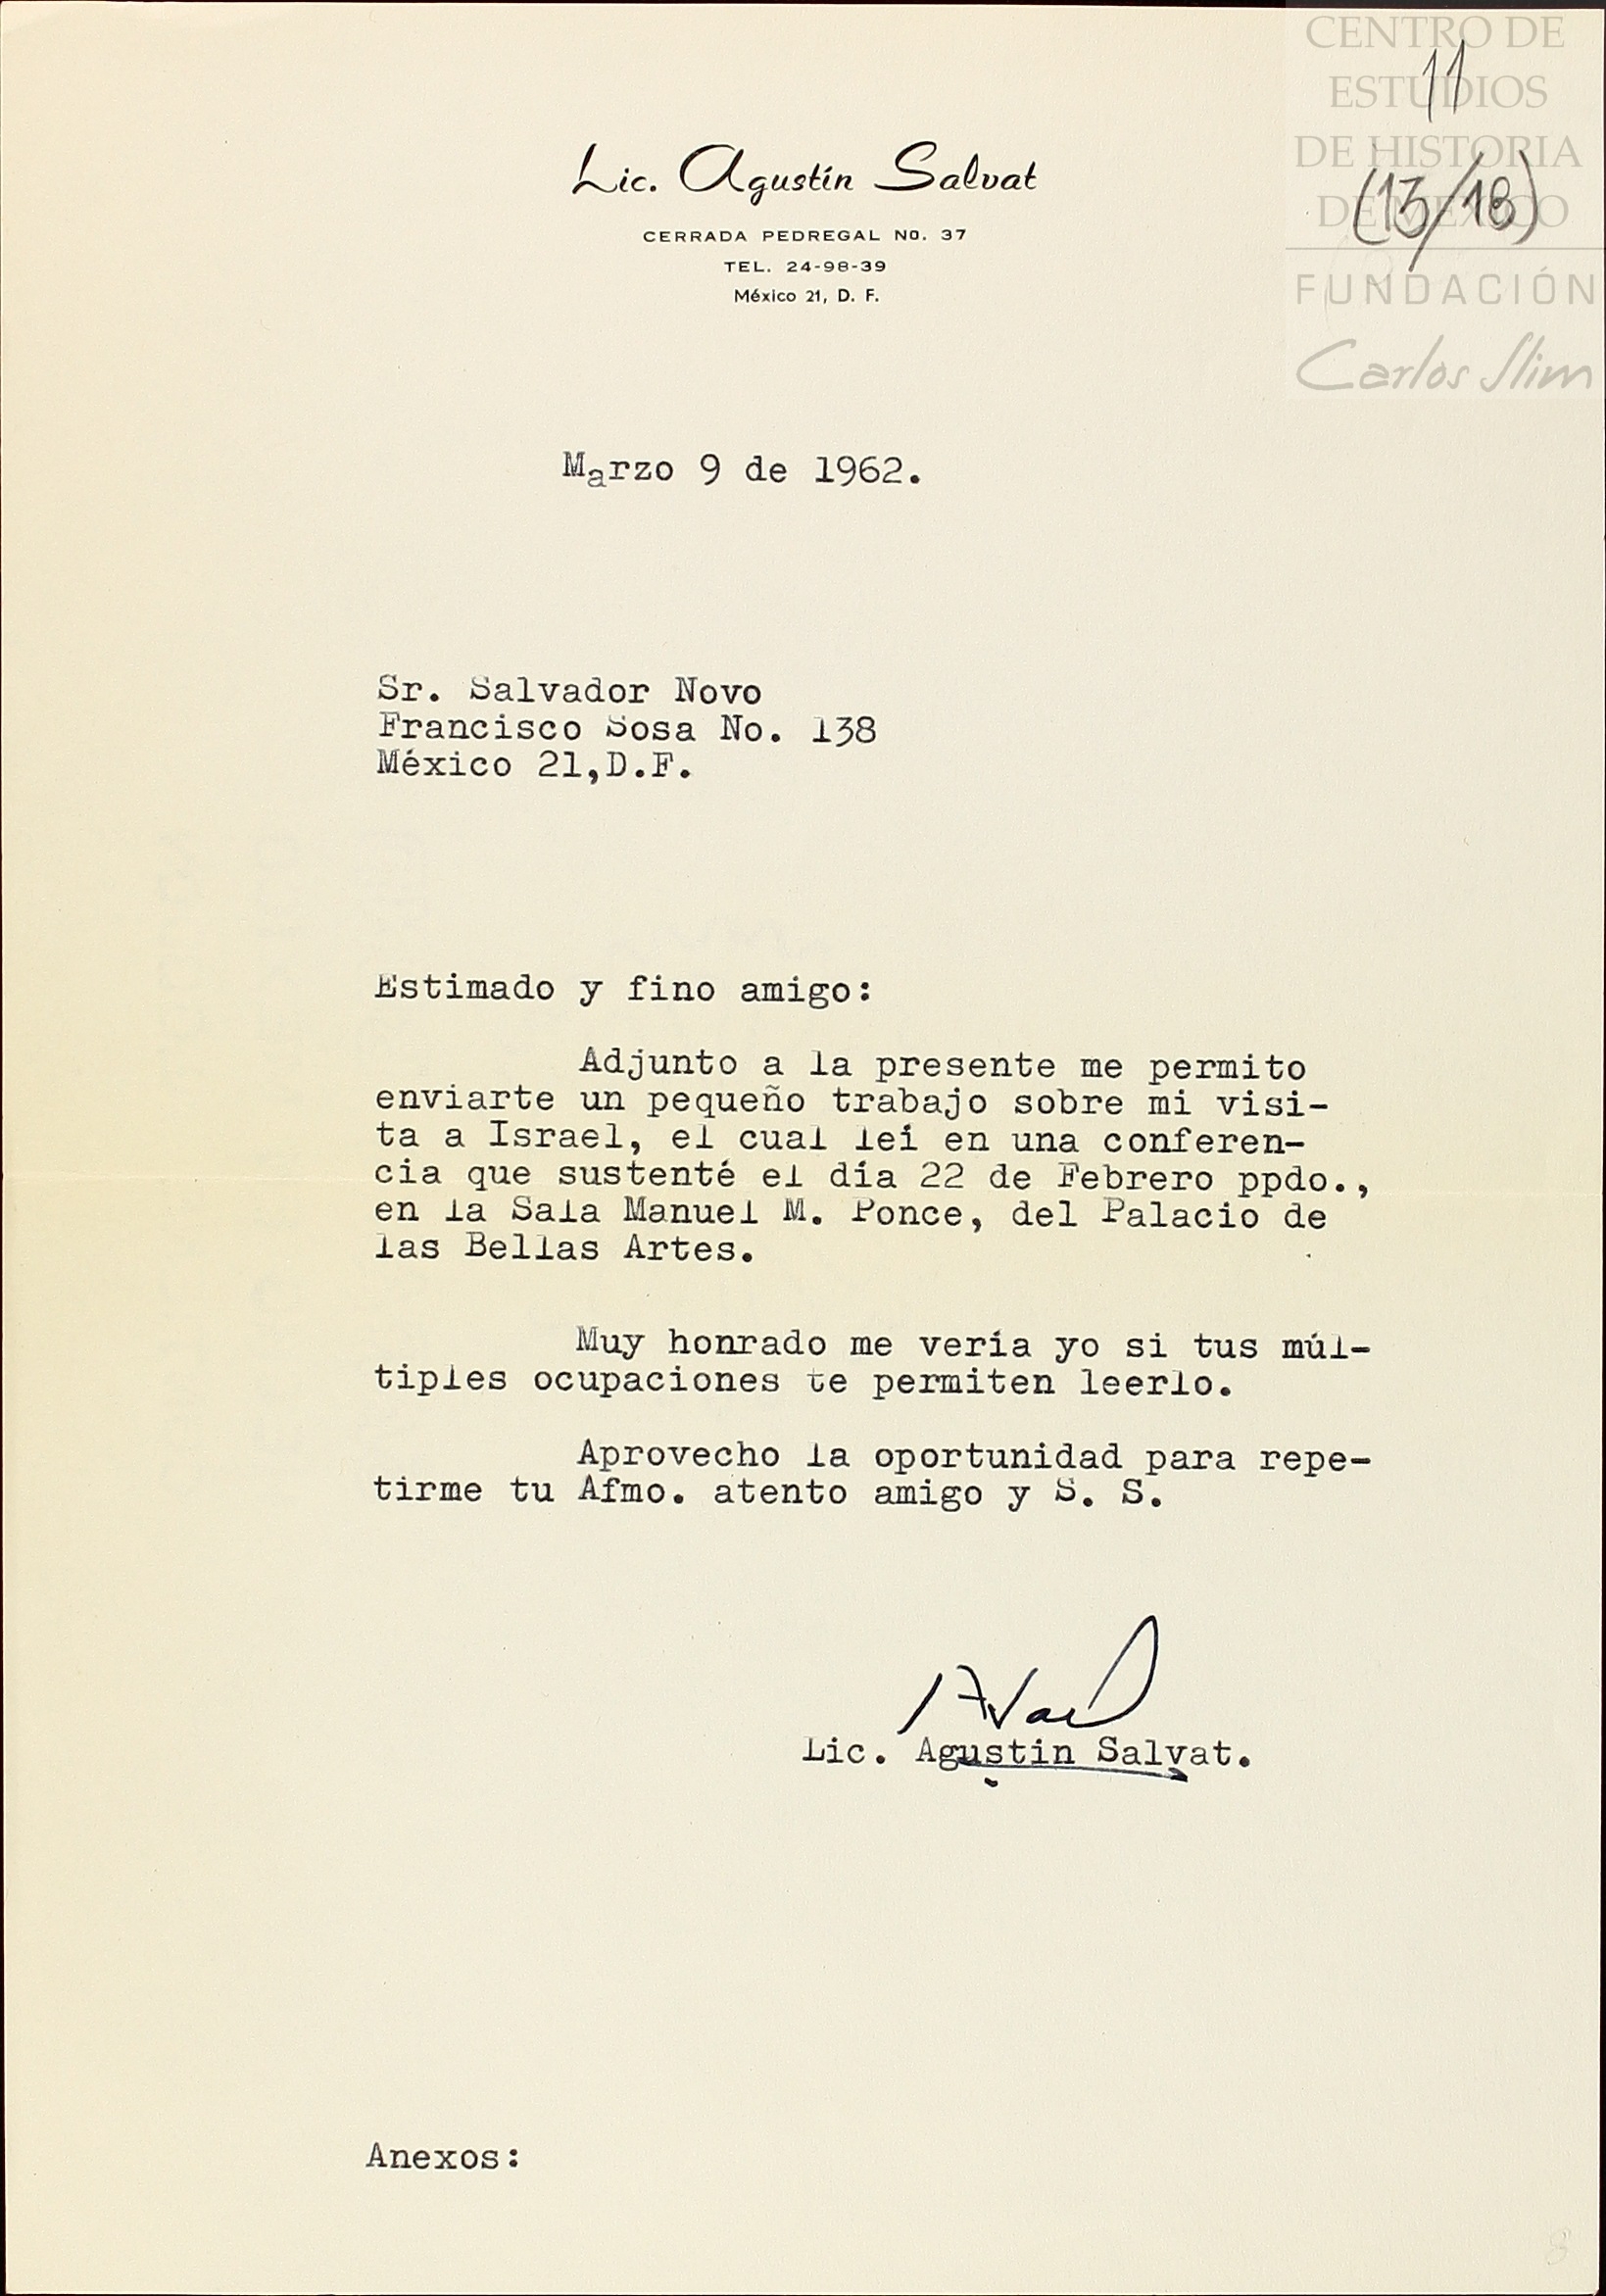 CENTRO DE
ESTUDIOS
DE HISTORIA
DE MÉXICO
FUNDACIÓN
Carlos Slim
11
(13/18)
Lic. Agustín Salvat
CERRADA PEDREGAL No. 37
TEL. 24-98-39
México 21, D. F.
Marzo 9 de 1962.
Sr. Salvador Novo
Francisco Sosa No. 138
México 21,D.F.
Estimado y fino amigo:
Adjunto a la presente me permito
enviarte un pequeño trabajo sobre mi visi-
ta a Israel, el cual leí en una conferen-
cia que sustenté el día 22 de Febrero ppdo.,
en la Sala Manuel M. Ponce, del Palacio de
las Bellas Artes.
Muy honrado me vería yo si tus múl-
tiples ocupaciones te permiten leerlo.
Aprovecho la oportunidad para repe-
tirme tu Afmo. atento amigo y S. S.
Lic. Agustin Salvat.
Anexos: